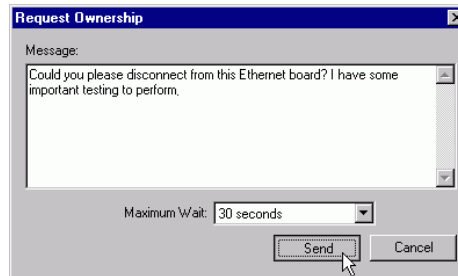 Request Ownership
Message:
Could you please disconnect from this Ethernet board? I have some
important testing to perform.
Maximum Wait: 30 seconds
Send Cancel